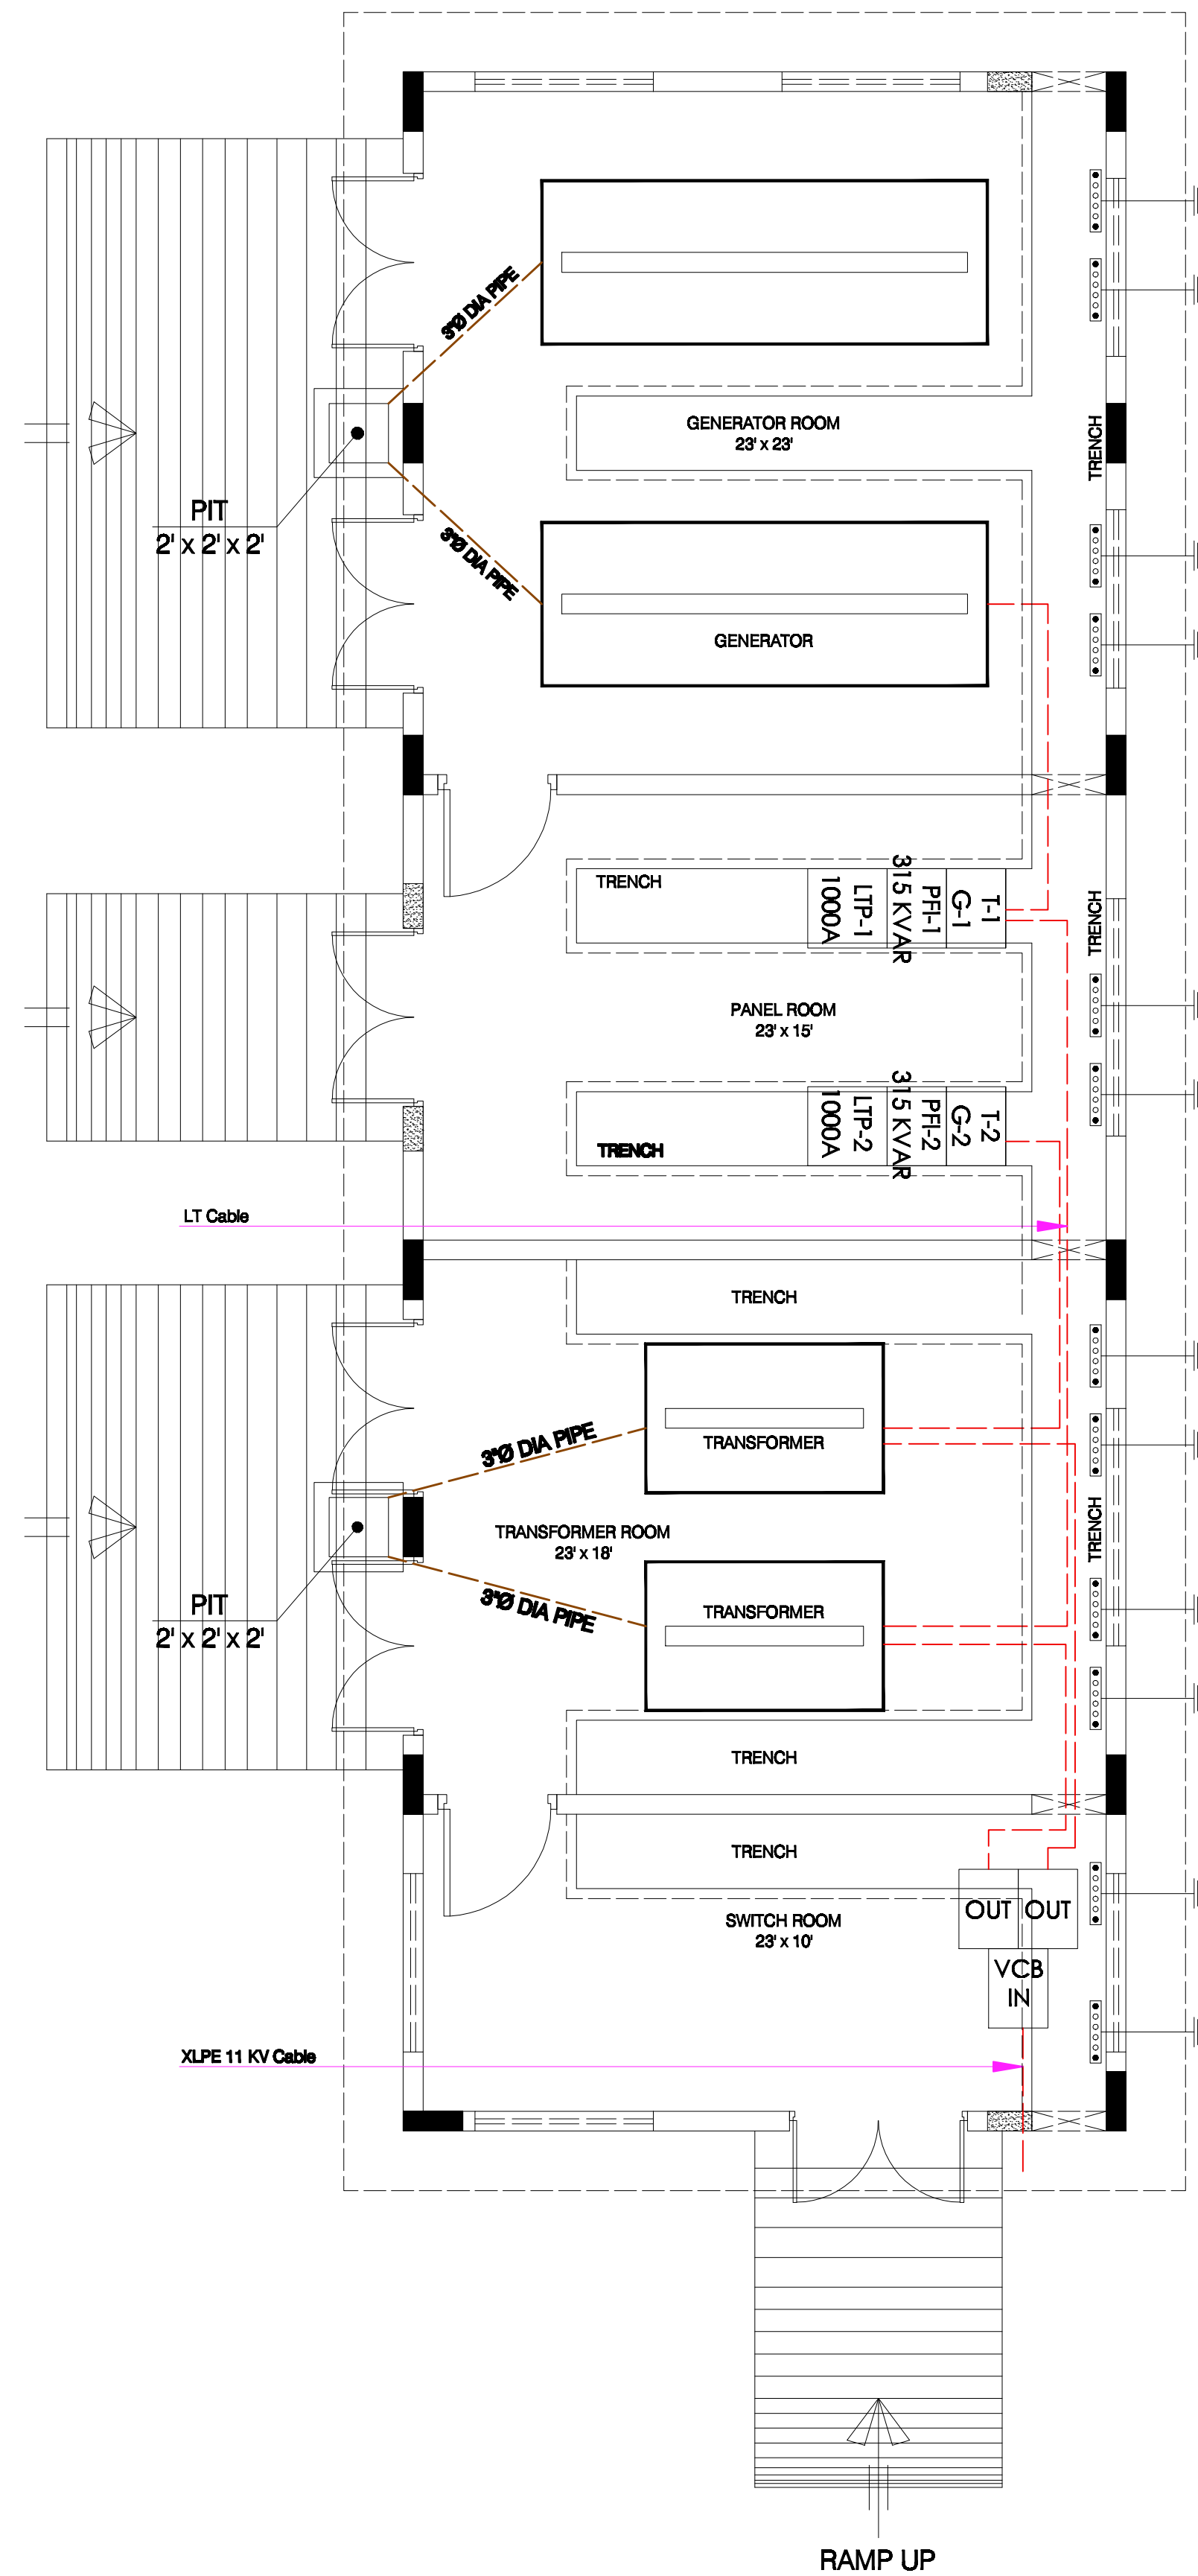 3"Ø DIA PIPE
GENERATOR ROOM
23' x 23'
TRENCH
PIT
2' x 2' x 2'
3"Ø DIA PIPE
GENERATOR
TRENCH
LTP-1
1000A
PFI-1
315 KVAR
T-1
G-1
TRENCH
PANEL ROOM
23' x 15'
LTP-2
1000A
PFI-2
315 KVAR
T-2
G-2
TRENCH
LT Cable
TRENCH
3"Ø DIA PIPE
TRANSFORMER
TRANSFORMER ROOM
23' x 18'
TRENCH
PIT
2' x 2' x 2'
3"Ø DIA PIPE
TRANSFORMER
TRENCH
TRENCH
OUT
OUT
SWITCH ROOM
23' x 10'
VCB
IN
XLPE 11 KV Cable
RAMP UP